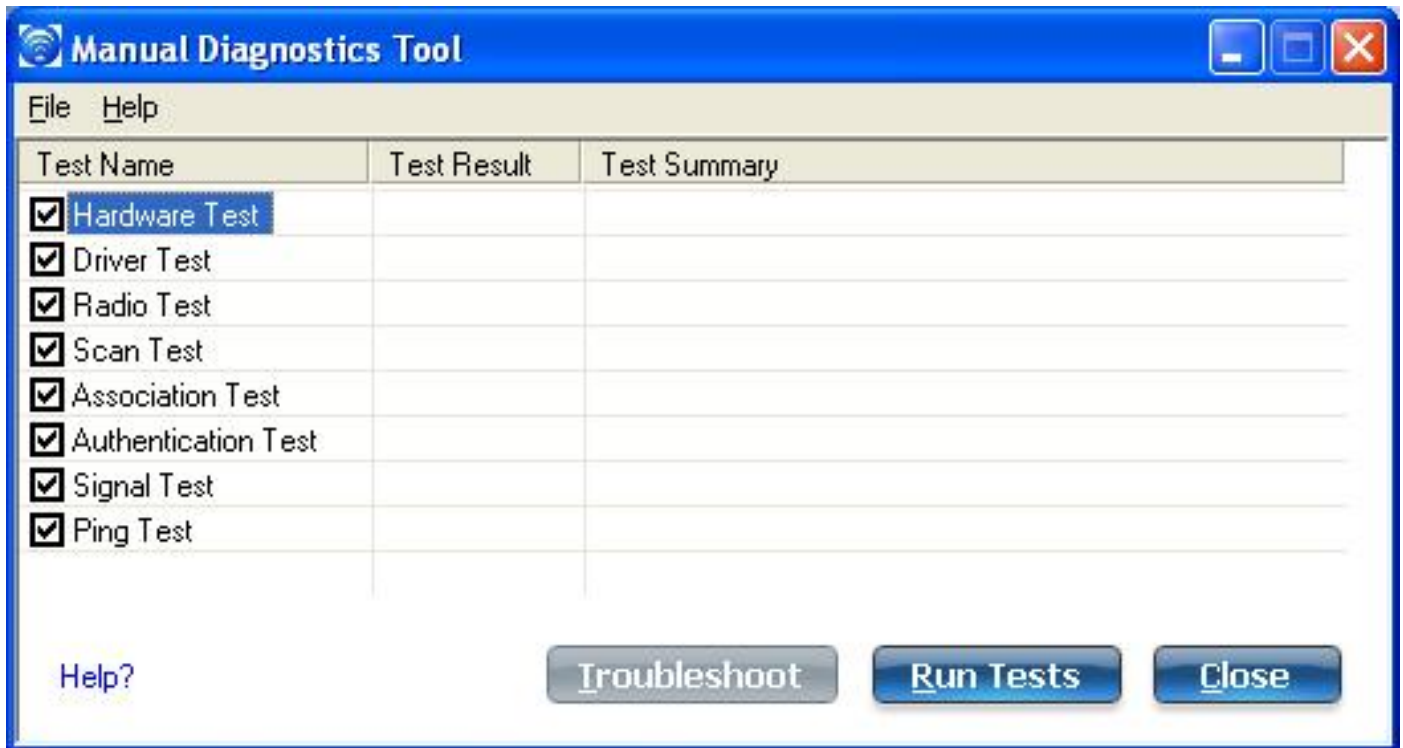 Manual Diagnostics Tool
File Help
Test Name Test Result Test Summary
Hardware Test
Driver Test
Radio Test
Scan Test
Association Test
Authentication Test
Signal Test
Ping Test
Help? Troubleshoot Run Tests Close